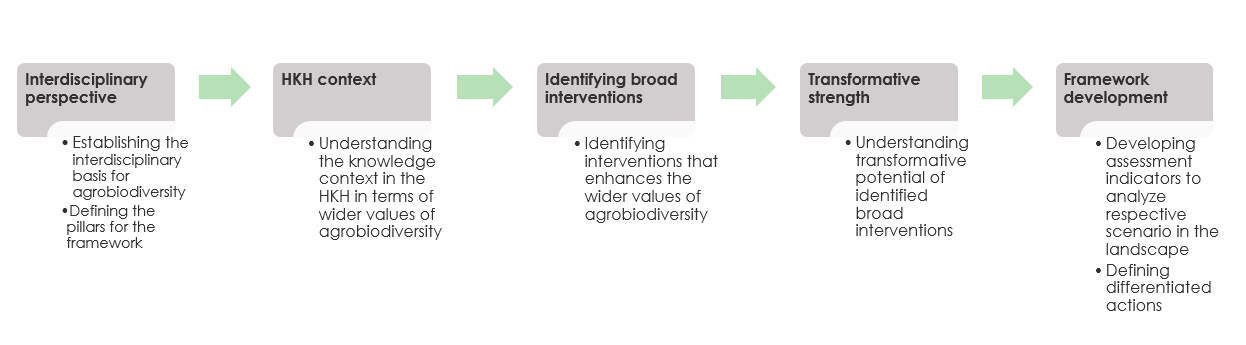 Interdisciplinary
perspective
• Establishing the
interdisciplinary
basis for
agrobiodiversity
•Defining the
pillars for the
framework
HKH context
• Understanding
the knowledge
context in the
HKH in terms of
wider values of
agrobiodiversity
Identifying broad
interventions
• Identifying
interventions that
enhances the
wider values of
agrobiodiversity
Transformative
strength
• Understanding
transformative
potential of
identified
broad
interventions
Framework
development
• Developing
assessment
indicators to
analyze
respective
scenario in the
landscape
• Defining
differentiated
actions